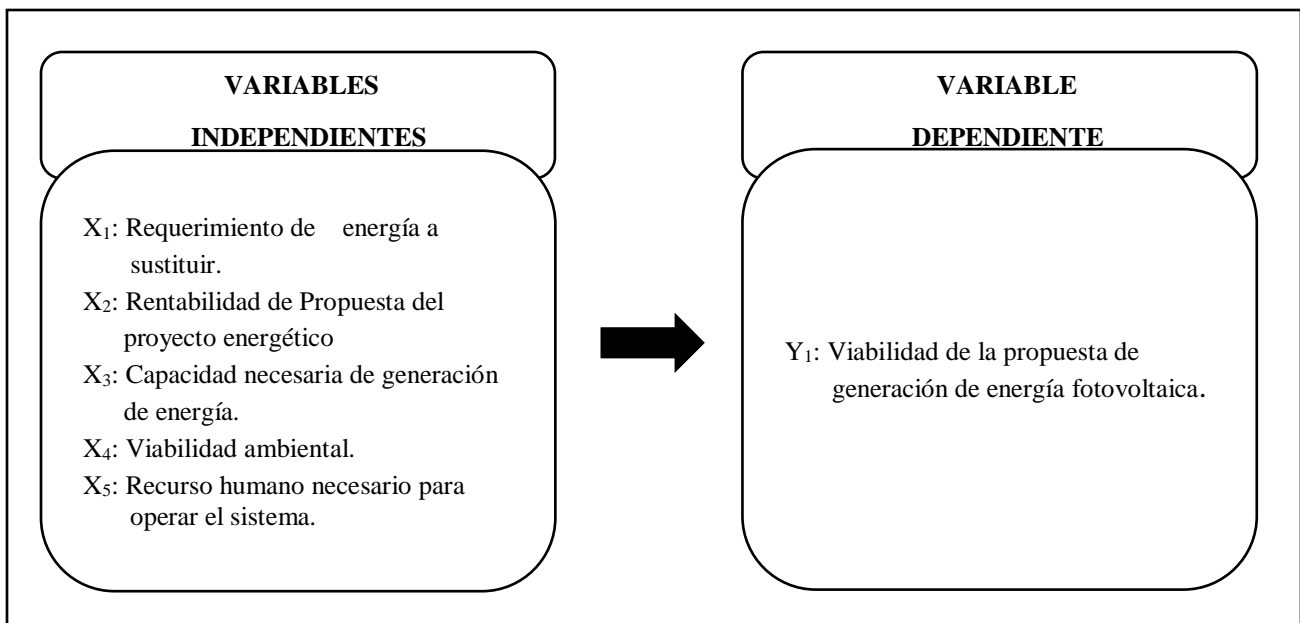 VARIABLES
INDEPENDIENTES
X₁: Requerimiento de energía a
sustituir.
X₂: Rentabilidad de Propuesta del
proyecto energético
X₃: Capacidad necesaria de generación
de energía.
X₄: Viabilidad ambiental.
X₅: Recurso humano necesario para
operar el sistema.
VARIABLE
DEPENDIENTE
Y₁: Viabilidad de la propuesta de
generación de energía fotovoltaica.